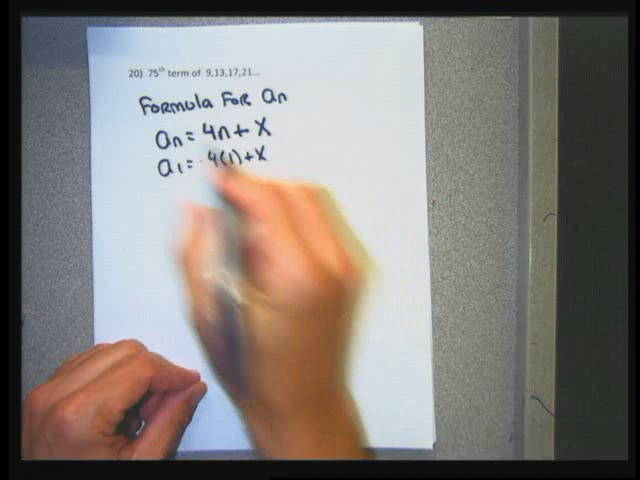 20) 75th term of 9,13,17,21...
Formula For an
an = 4n + X
a1 = 4(1) + X